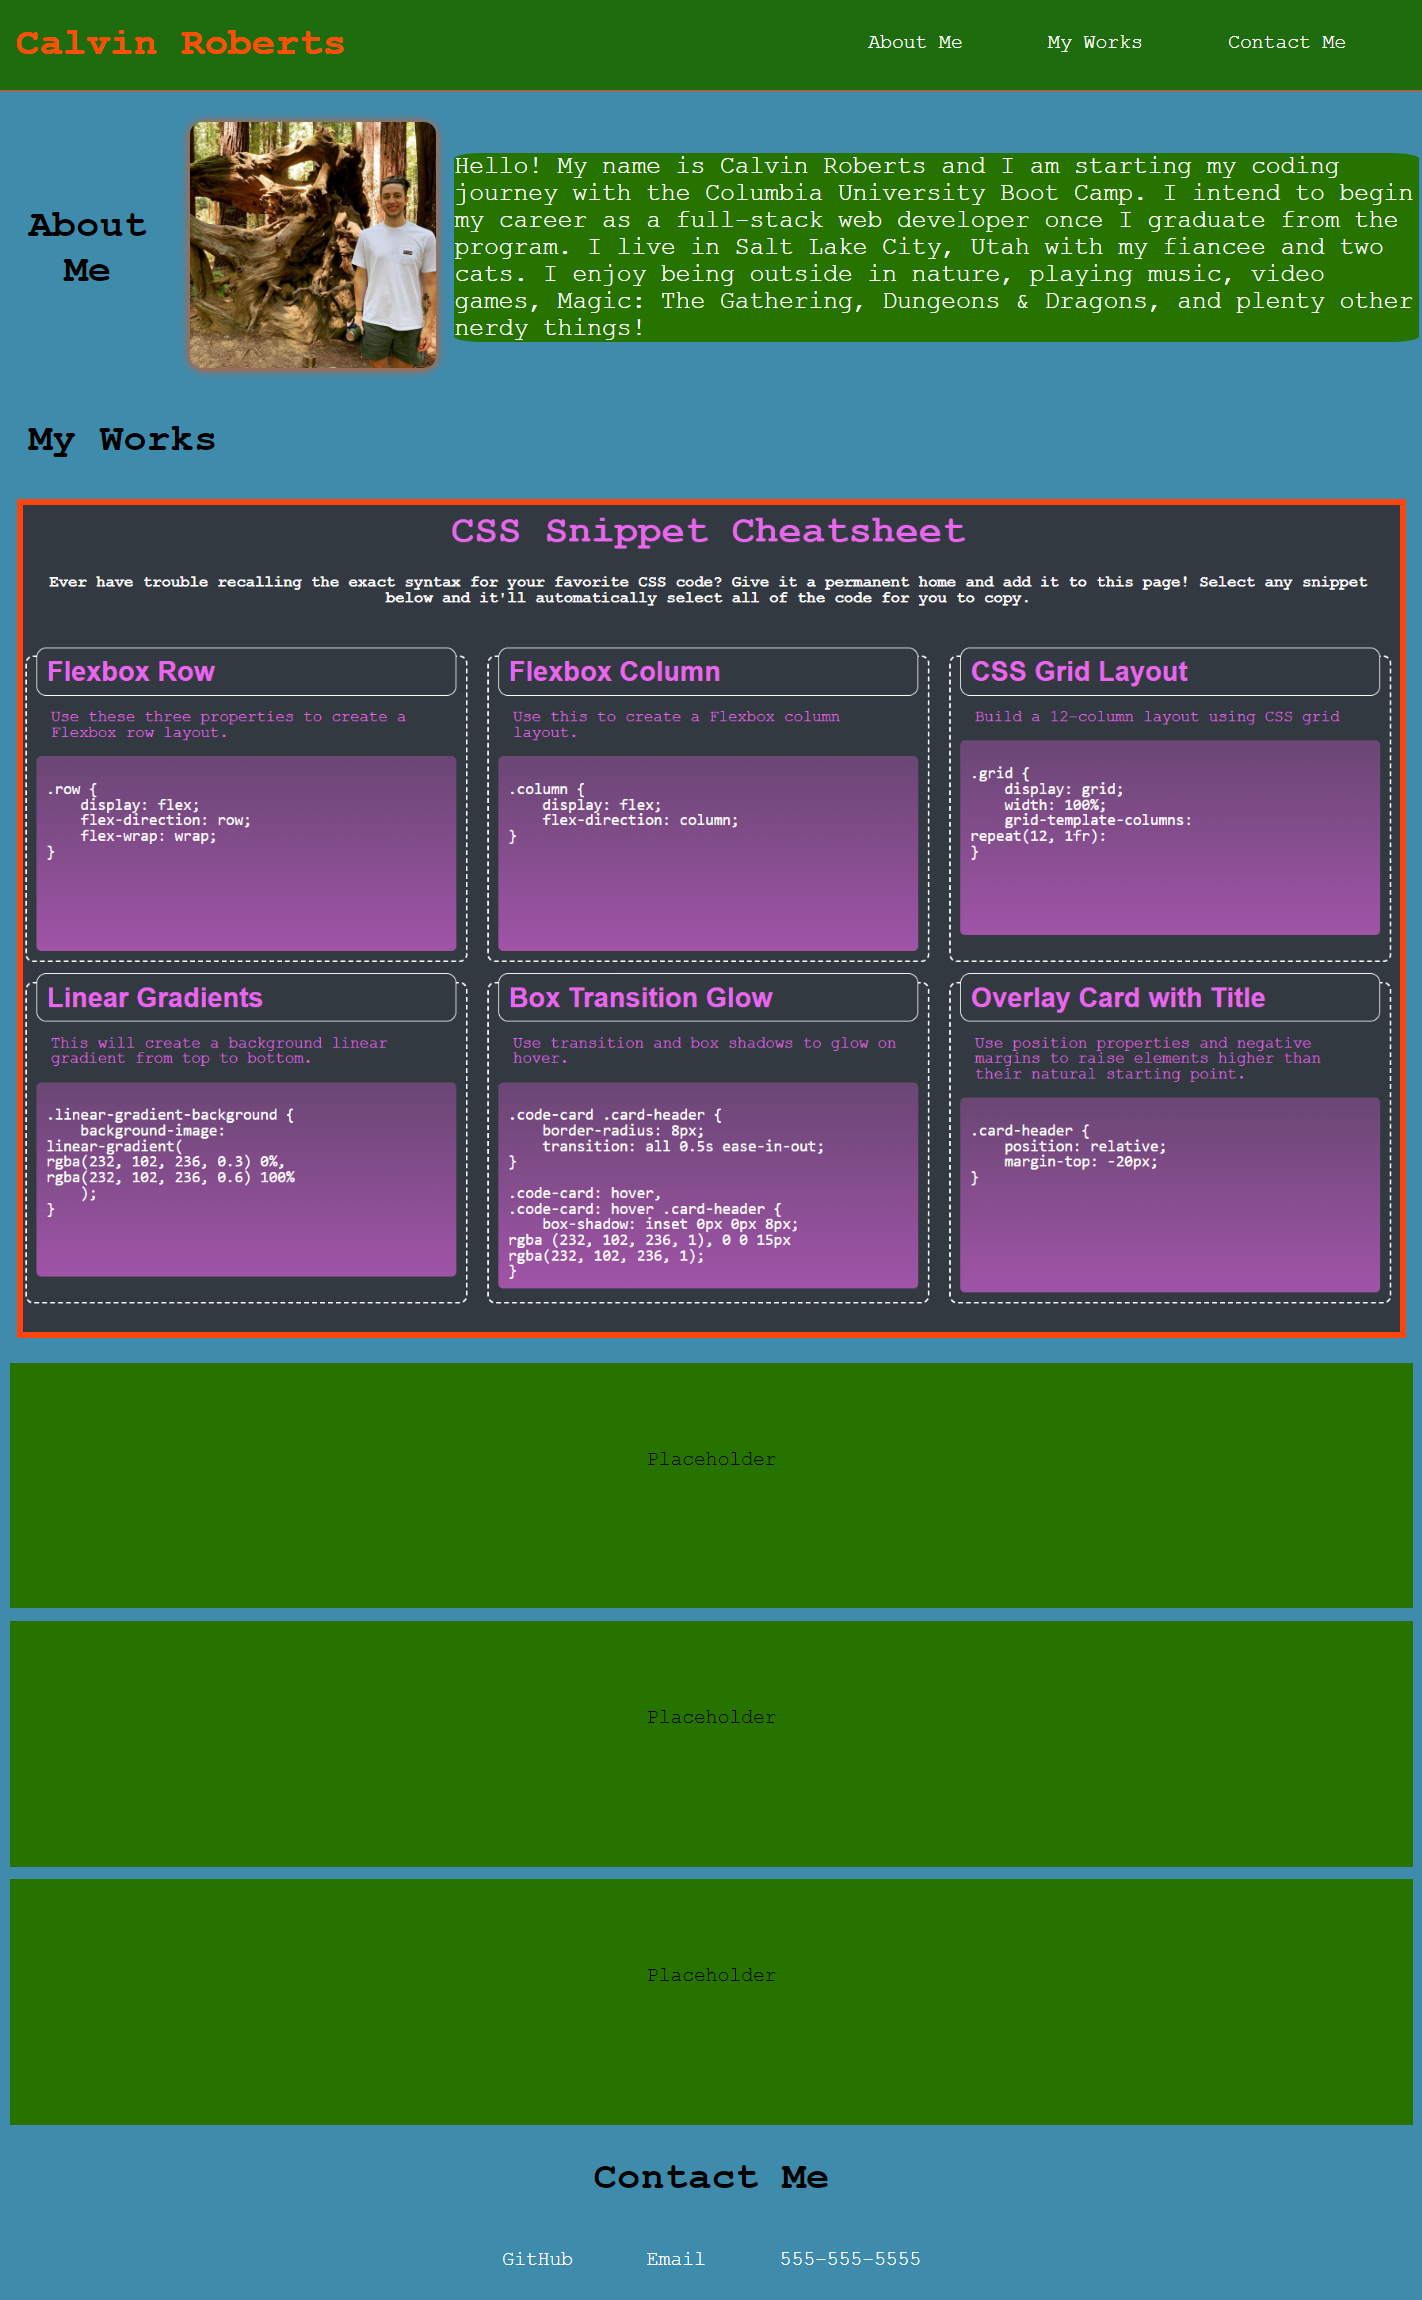 Calvin Roberts
About Me
My Works
Contact Me
About
Me
Hello! My name is Calvin Roberts and I am starting my coding
journey with the Columbia University Boot Camp. I intend to begin
my career as a full-stack web developer once I graduate from the
program. I live in Salt Lake City, Utah with my fiancee and two
cats. I enjoy being outside in nature, playing music, video
games, Magic: The Gathering, Dungeons & Dragons, and plenty other
nerdy things!
My Works
CSS Snippet Cheatsheet
Ever have trouble recalling the exact syntax for your favorite CSS code? Give it a permanent home and add it to this page! Select any snippet
below and it'll automatically select all of the code for you to copy.
Flexbox Row
Use these three properties to create a
Flexbox row layout.
.row {
    display: flex;
    flex-direction: row;
    flex-wrap: wrap;
}
Flexbox Column
Use this to create a Flexbox column
layout.
.column {
    display: flex;
    flex-direction: column;
}
CSS Grid Layout
Build a 12-column layout using CSS grid
.grid {
    display: grid;
    width: 100%;
    grid-template-columns:
repeat(12, 1fr):
}
Linear Gradients
This will create a background linear
gradient from top to bottom.
.linear-gradient-background {
    background-image:
linear-gradient(
rgba(232, 102, 236, 0.3) 0%,
rgba(232, 102, 236, 0.6) 100%
    );
}
Box Transition Glow
Use transition and box shadows to glow on
hover.
.code-card .card-header {
    border-radius: 8px;
    transition: all 0.5s ease-in-out;
}
.code-card: hover,
.code-card: hover .card-header {
    box-shadow: inset 0px 0px 8px;
rgba (232, 102, 236, 1), 0 0 15px
rgba(232, 102, 236, 1);
}
Overlay Card with Title
Use position properties and negative
margins to raise elements higher than
their natural starting point.
.card-header {
    position: relative;
    margin-top: -20px;
}
Placeholder
Placeholder
Placeholder
Contact Me
GitHub
Email
555-555-5555